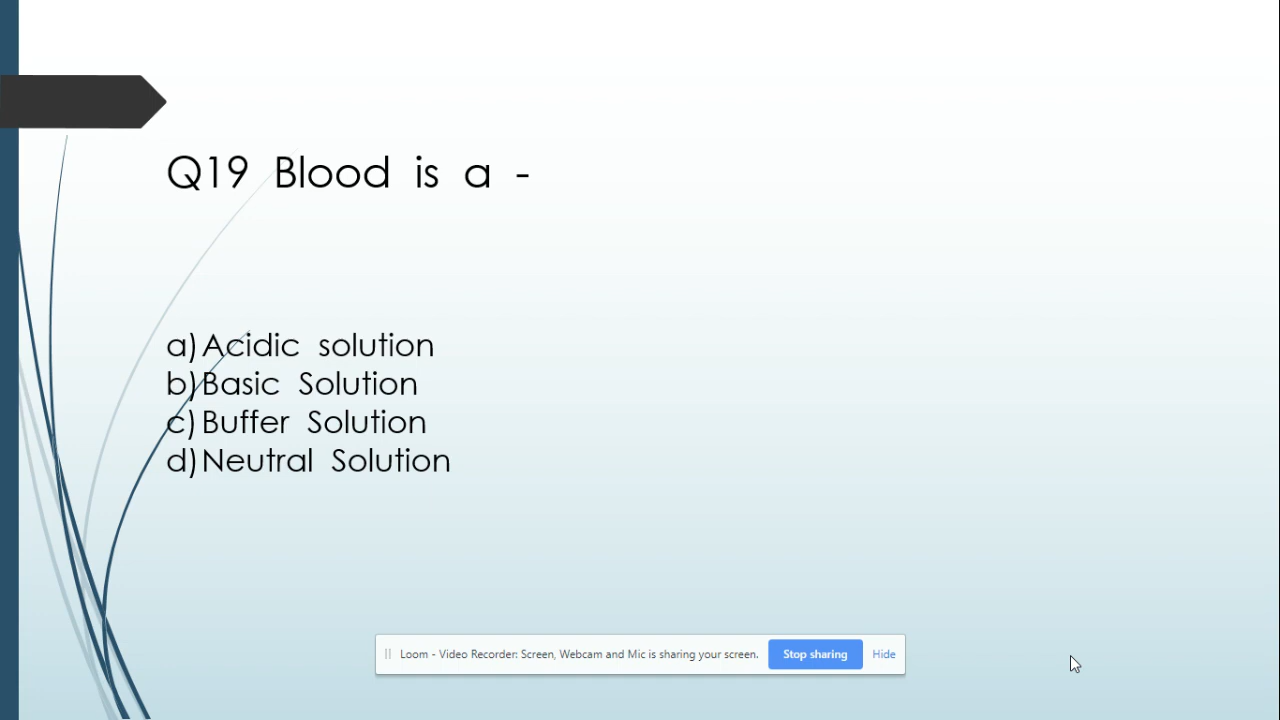 Q19 Blood is a -
a) Acidic solution
b) Basic Solution
c) Buffer Solution
d) Neutral Solution
Loom - Video Recorder: Screen, Webcam and Mic is sharing your screen. Stop sharing Hide